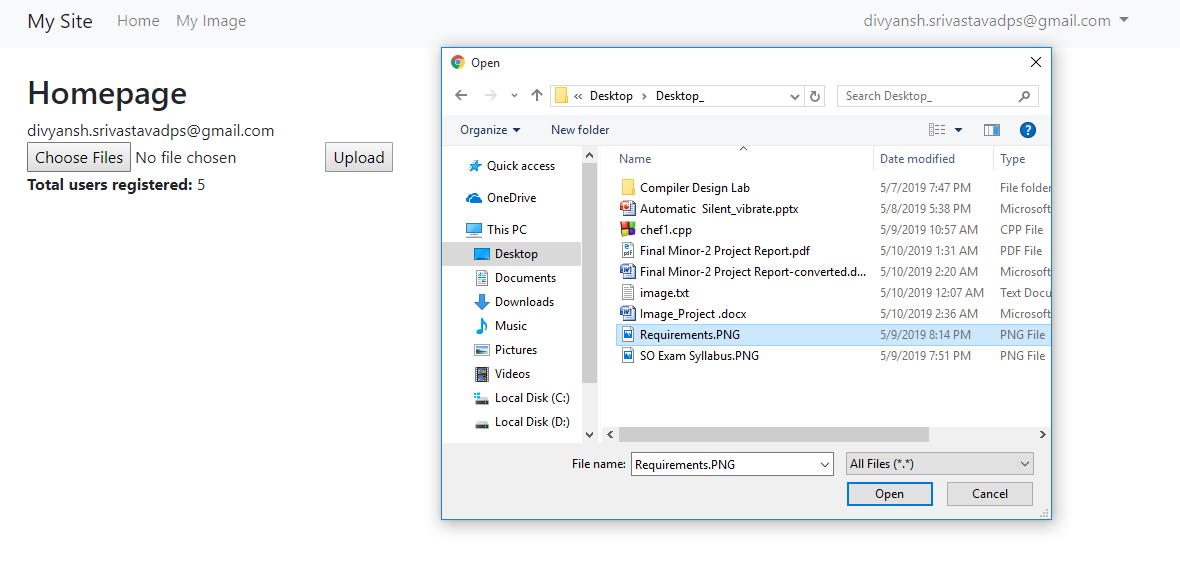 My Site Home My Image divyansh.srivastavadps@gmail.com
Homepage
divyansh.srivastavadps@gmail.com
Choose Files No file chosen Upload
Total users registered: 5
Open
« Desktop > Desktop_ Search Desktop_
Organize New folder ?
Quick access
OneDrive
This PC
Desktop
Documents
Downloads
Music
Pictures
Videos
Local Disk (C:)
Local Disk (D:)
Name Date modified Type
Compiler Design Lab 5/7/2019 7:47 PM File folder
Automatic Silent_vibrate.pptx 5/8/2019 5:38 PM Microsoft
chef1.cpp 5/9/2019 10:57 AM CPP File
Final Minor-2 Project Report.pdf 5/10/2019 1:31 AM PDF File
Final Minor-2 Project Report-converted.d... 5/10/2019 2:20 AM Microsoft
image.txt 5/10/2019 12:07 AM Text Docu
Image_Project .docx 5/10/2019 2:36 AM Microsoft
Requirements.PNG 5/9/2019 8:14 PM PNG File
SO Exam Syllabus.PNG 5/9/2019 7:51 PM PNG File
File name: Requirements.PNG All Files (*.*)
Open Cancel